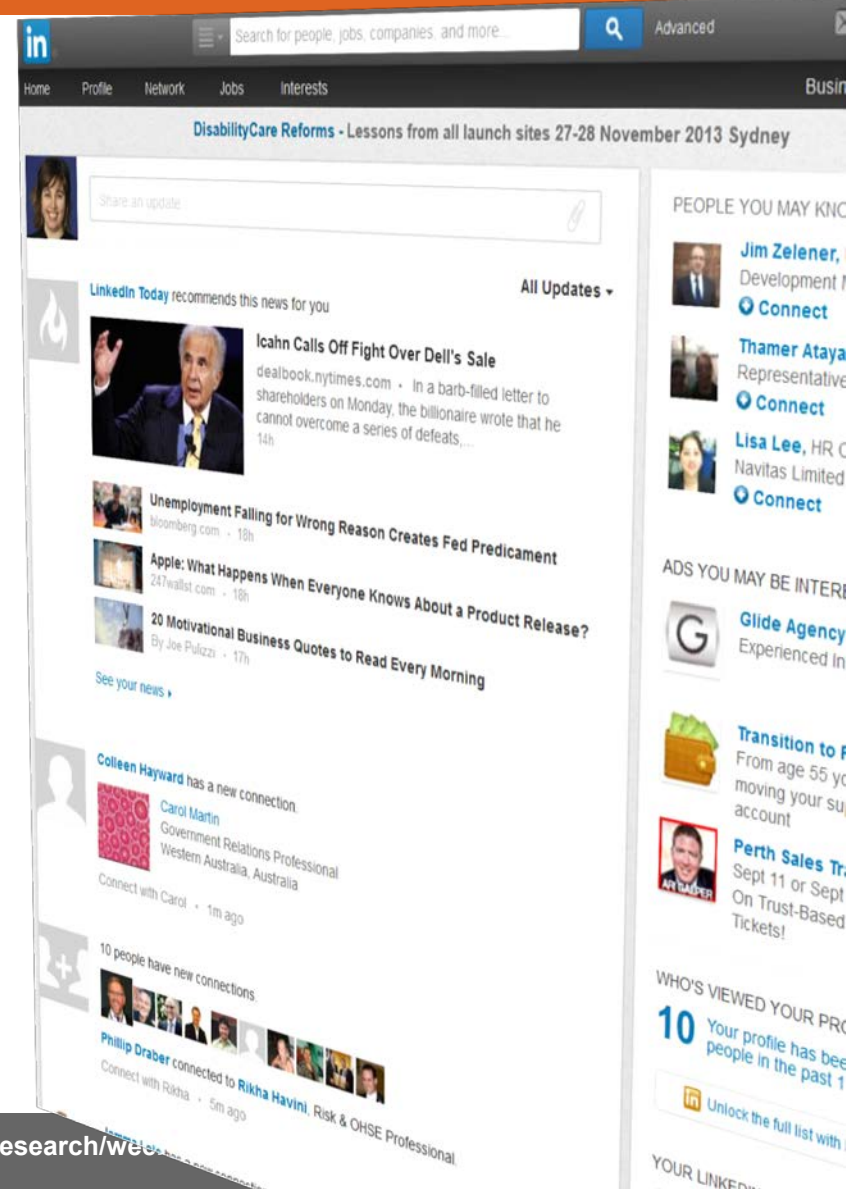 in
Search for people, jobs, companies, and more...
Advanced
Home Profile Network Jobs Interests
Busin
DisabilityCare Reforms - Lessons from all launch sites 27-28 November 2013 Sydney
Share an update
All Updates
LinkedIn Today recommends this news for you
Icahn Calls Off Fight Over Dell's Sale
dealbook.nytimes.com · In a barb-filled letter to
shareholders on Monday, the billionaire wrote that he
cannot overcome a series of defeats,...
14h
Unemployment Falling for Wrong Reason Creates Fed Predicament
bloomberg.com · 18h
Apple: What Happens When Everyone Knows About a Product Release?
247wallst.com · 18h
20 Motivational Business Quotes to Read Every Morning
By Joe Pulizzi · 17h
See your news
Colleen Hayward has a new connection.
Carol Martin
Government Relations Professional
Western Australia, Australia
Connect with Carol · 1m ago
10 people have new connections.
Phillip Draber connected to Rikha Havini, Risk & OHSE Professional.
Connect with Rikha · 5m ago
PEOPLE YOU MAY KNO
Jim Zelener,
Development M
Connect
Thamer Ataya
Representative
Connect
Lisa Lee, HR C
Navitas Limited
Connect
ADS YOU MAY BE INTERE
G
Glide Agency
Experienced In
Transition to R
From age 55 yo
moving your sup
account
ARI GALPER
Perth Sales Tra
Sept 11 or Sept
On Trust-Based
Tickets!
WHO'S VIEWED YOUR PRO
10 Your profile has bee
people in the past 1
in Unlock the full list with
YOUR LINKEDIN
esearch/we